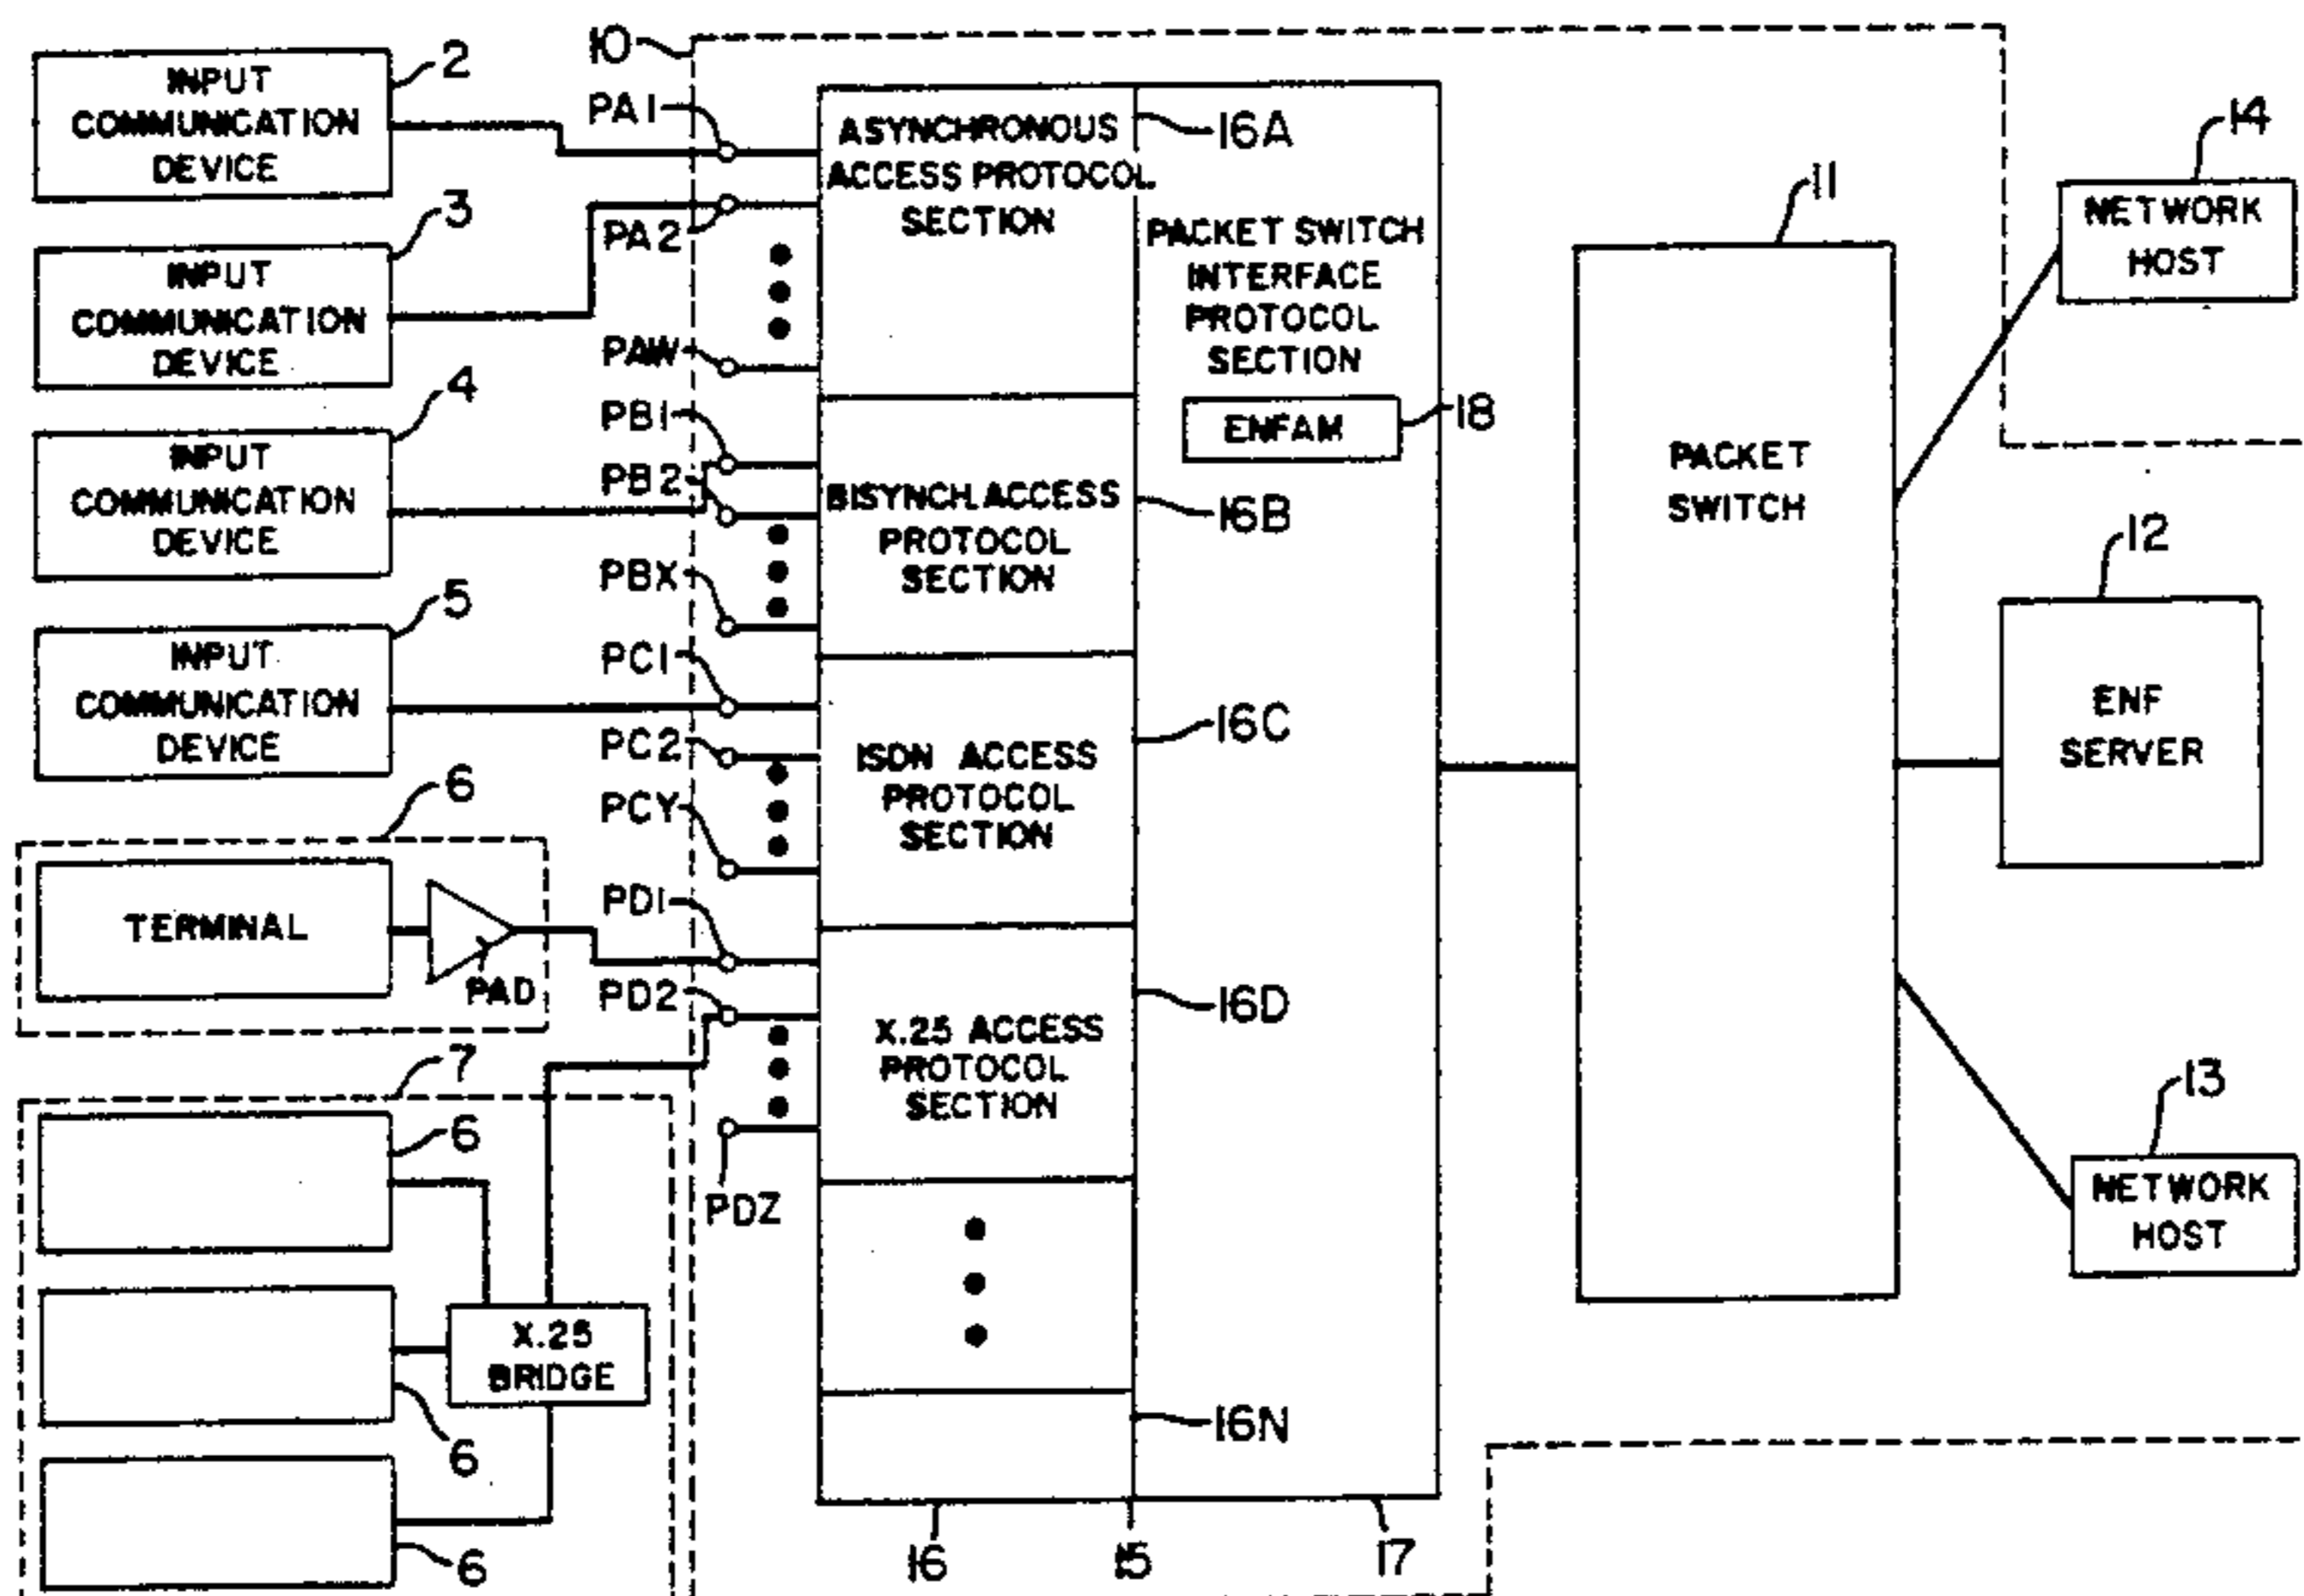 INPUT
COMMUNICATION
DEVICE
2
INPUT
COMMUNICATION
DEVICE
3
INPUT
COMMUNICATION
DEVICE
4
INPUT
COMMUNICATION
DEVICE
5
6
TERMINAL
PAD
7
6
6
6
X.25
BRIDGE
10
PA1
PA2
PAW
PB1
PB2
PBX
PC1
PC2
PCY
PD1
PD2
PDZ
ASYNCHRONOUS
ACCESS PROTOCOL
SECTION
16A
BISYNCH.ACCESS
PROTOCOL
SECTION
16B
ISDN ACCESS
PROTOCOL
SECTION
16C
X.25 ACCESS
PROTOCOL
SECTION
16D
16N
16
15
17
PACKET SWITCH
INTERFACE
PROTOCOL
SECTION
ENFAM
18
11
PACKET
SWITCH
14
NETWORK
HOST
12
ENF
SERVER
13
NETWORK
HOST